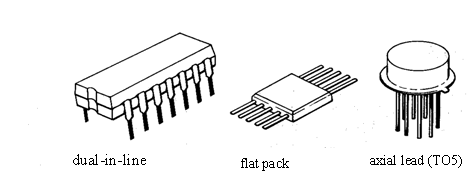 dual-in-line
flat pack
axial lead (TO5)